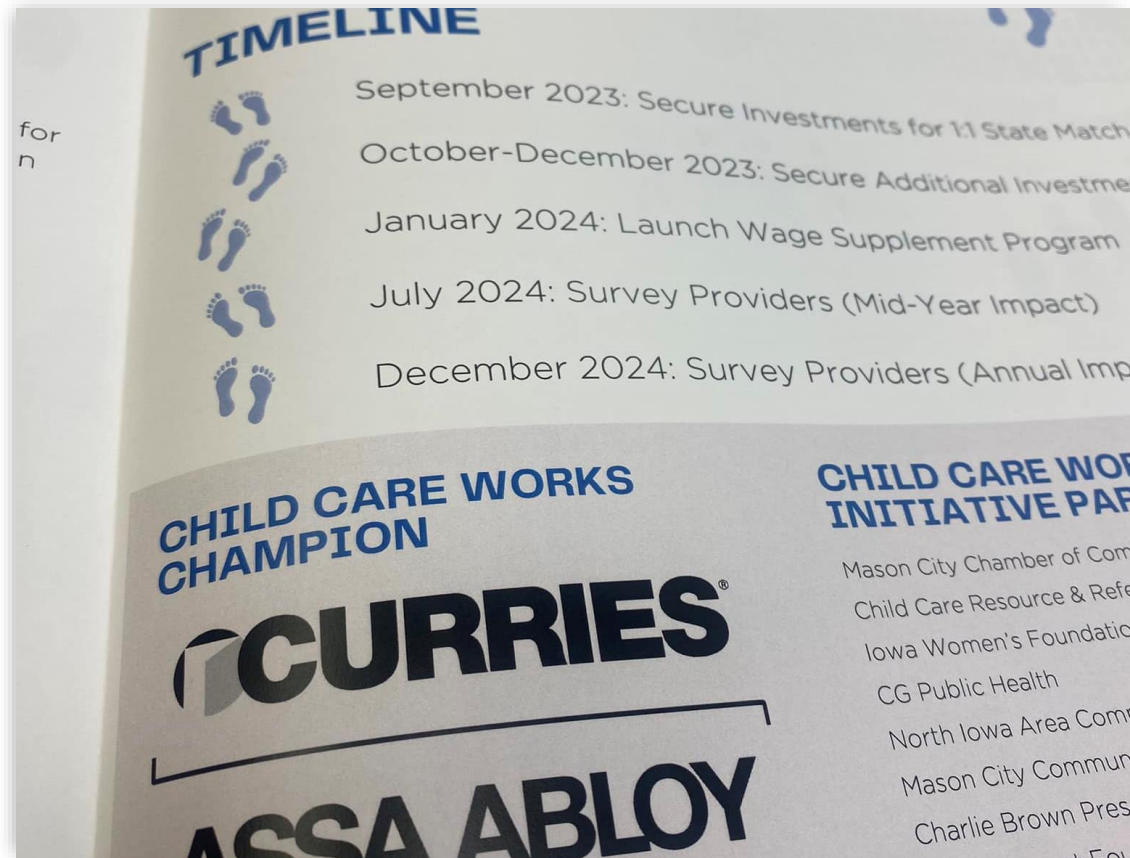 for
n
TIMELINE
September 2023: Secure Investments for 1:1 State Match
October-December 2023: Secure Additional Investme
January 2024: Launch Wage Supplement Program
July 2024: Survey Providers (Mid-Year Impact)
December 2024: Survey Providers (Annual Imp
CHILD CARE WORKS
CHAMPION
CURRIES®
ASSA ABLOY
CHILD CARE WOR
INITIATIVE PAR
Mason City Chamber of Com
Child Care Resource & Refe
Iowa Women's Foundatio
CG Public Health
North Iowa Area Com
Mason City Commun
Charlie Brown Pres